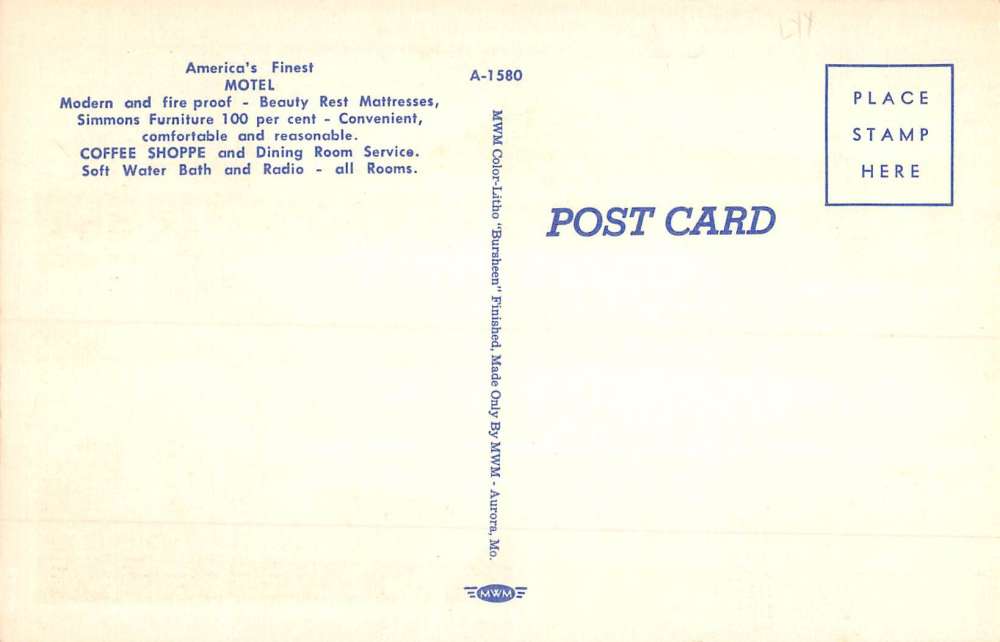 America's Finest
MOTEL
Modern and fire proof - Beauty Rest Mattresses,
Simmons Furniture 100 per cent - Convenient,
comfortable and reasonable.
COFFEE SHOPPE and Dining Room Service.
Soft Water Bath and Radio - all Rooms.
A-1580
MWM Color-Litho "Bursheen" Finished, Made Only By MWM - Aurora, Mo.
MWM
POST CARD
PLACE
STAMP
HERE